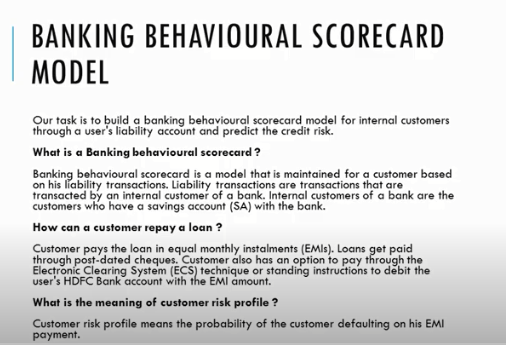 BANKING BEHAVIOURAL SCORECARD
MODEL
Our task is to build a banking behavioural scorecard model for internal customers
through a user's liability account and predict the credit risk.
What is a Banking behavioural scorecard ?
Banking behavioural scorecard is a model that is maintained for a customer based
on his liability transactions. Liability transactions are transactions that are
transacted by an internal customer of a bank. Internal customers of a bank are the
customers who have a savings account (SA) with the bank.
How can a customer repay a loan ?
Customer pays the loan in equal monthly instalments (EMIs). Loans get paid
through post-dated cheques. Customer also has an option to pay through the
Electronic Clearing System (ECS) technique or standing instructions to debit the
user's HDFC Bank account with the EMI amount.
What is the meaning of customer risk profile ?
Customer risk profile means the probability of the customer defaulting on his EMI
payment.